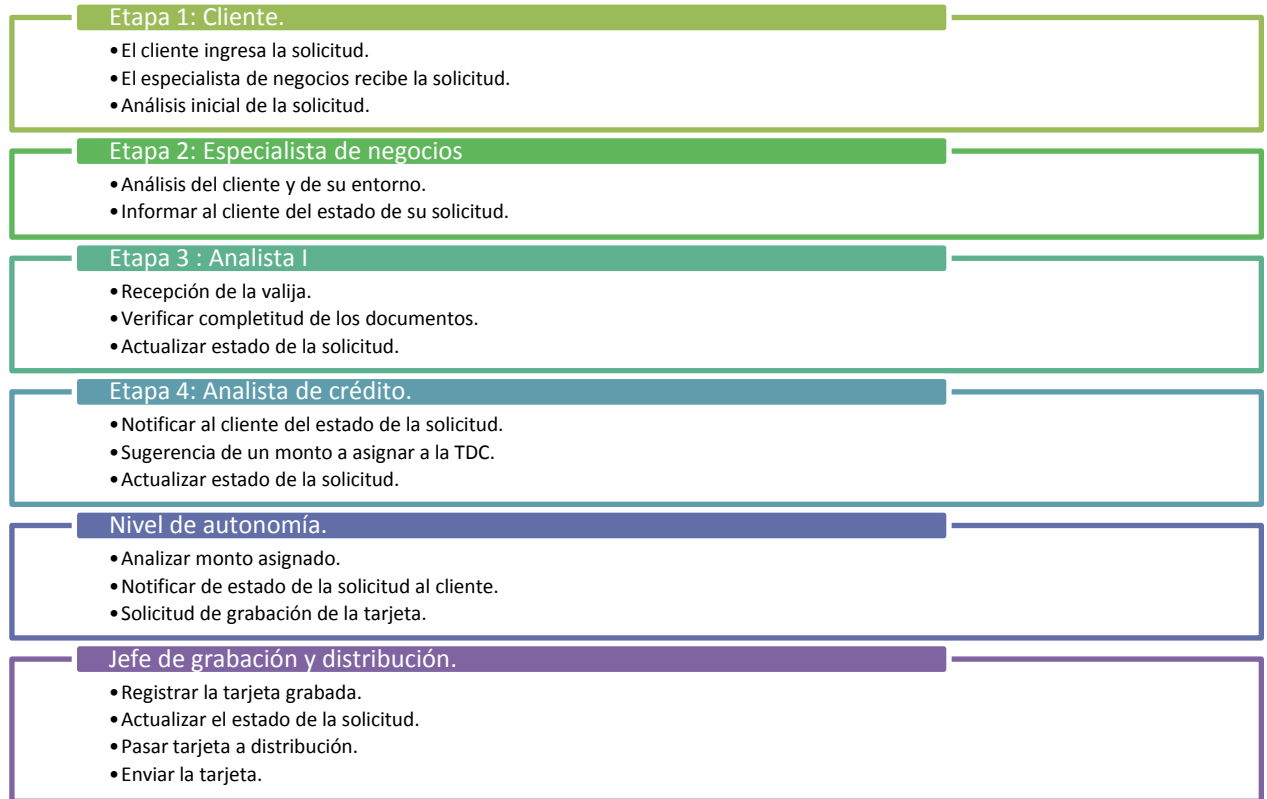 Etapa 1: Cliente.
•El cliente ingresa la solicitud.
•El especialista de negocios recibe la solicitud.
•Análisis inicial de la solicitud.
Etapa 2: Especialista de negocios
•Análisis del cliente y de su entorno.
•Informar al cliente del estado de su solicitud.
Etapa 3 : Analista I
•Recepción de la valija.
•Verificar completitud de los documentos.
•Actualizar estado de la solicitud.
Etapa 4: Analista de crédito.
•Notificar al cliente del estado de la solicitud.
•Sugerencia de un monto a asignar a la TDC.
•Actualizar estado de la solicitud.
Nivel de autonomía.
•Analizar monto asignado.
•Notificar de estado de la solicitud al cliente.
•Solicitud de grabación de la tarjeta.
Jefe de grabación y distribución.
•Registrar la tarjeta grabada.
•Actualizar el estado de la solicitud.
•Pasar tarjeta a distribución.
•Enviar la tarjeta.